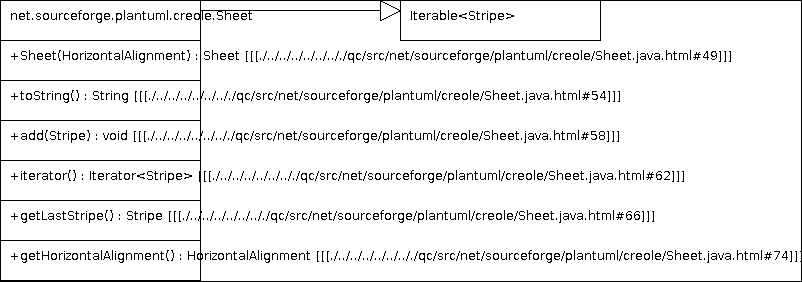 net.sourceforge.plantuml.creole.Sheet
Iterable<Stripe>
+Sheet(HorizontalAlignment) : Sheet [[[./../../../../../../qc/src/net/sourceforge/plantuml/creole/Sheet.java.html#49]]]
+toString() : String [[[./../../../../../../qc/src/net/sourceforge/plantuml/creole/Sheet.java.html#54]]]
+add(Stripe) : void [[[./../../../../../../qc/src/net/sourceforge/plantuml/creole/Sheet.java.html#58]]]
+iterator() : Iterator<Stripe> [[[./../../../../../../qc/src/net/sourceforge/plantuml/creole/Sheet.java.html#62]]]
+getLastStripe() : Stripe [[[./../../../../../../qc/src/net/sourceforge/plantuml/creole/Sheet.java.html#66]]]
+getHorizontalAlignment() : HorizontalAlignment [[[./../../../../../../qc/src/net/sourceforge/plantuml/creole/Sheet.java.html#74]]]